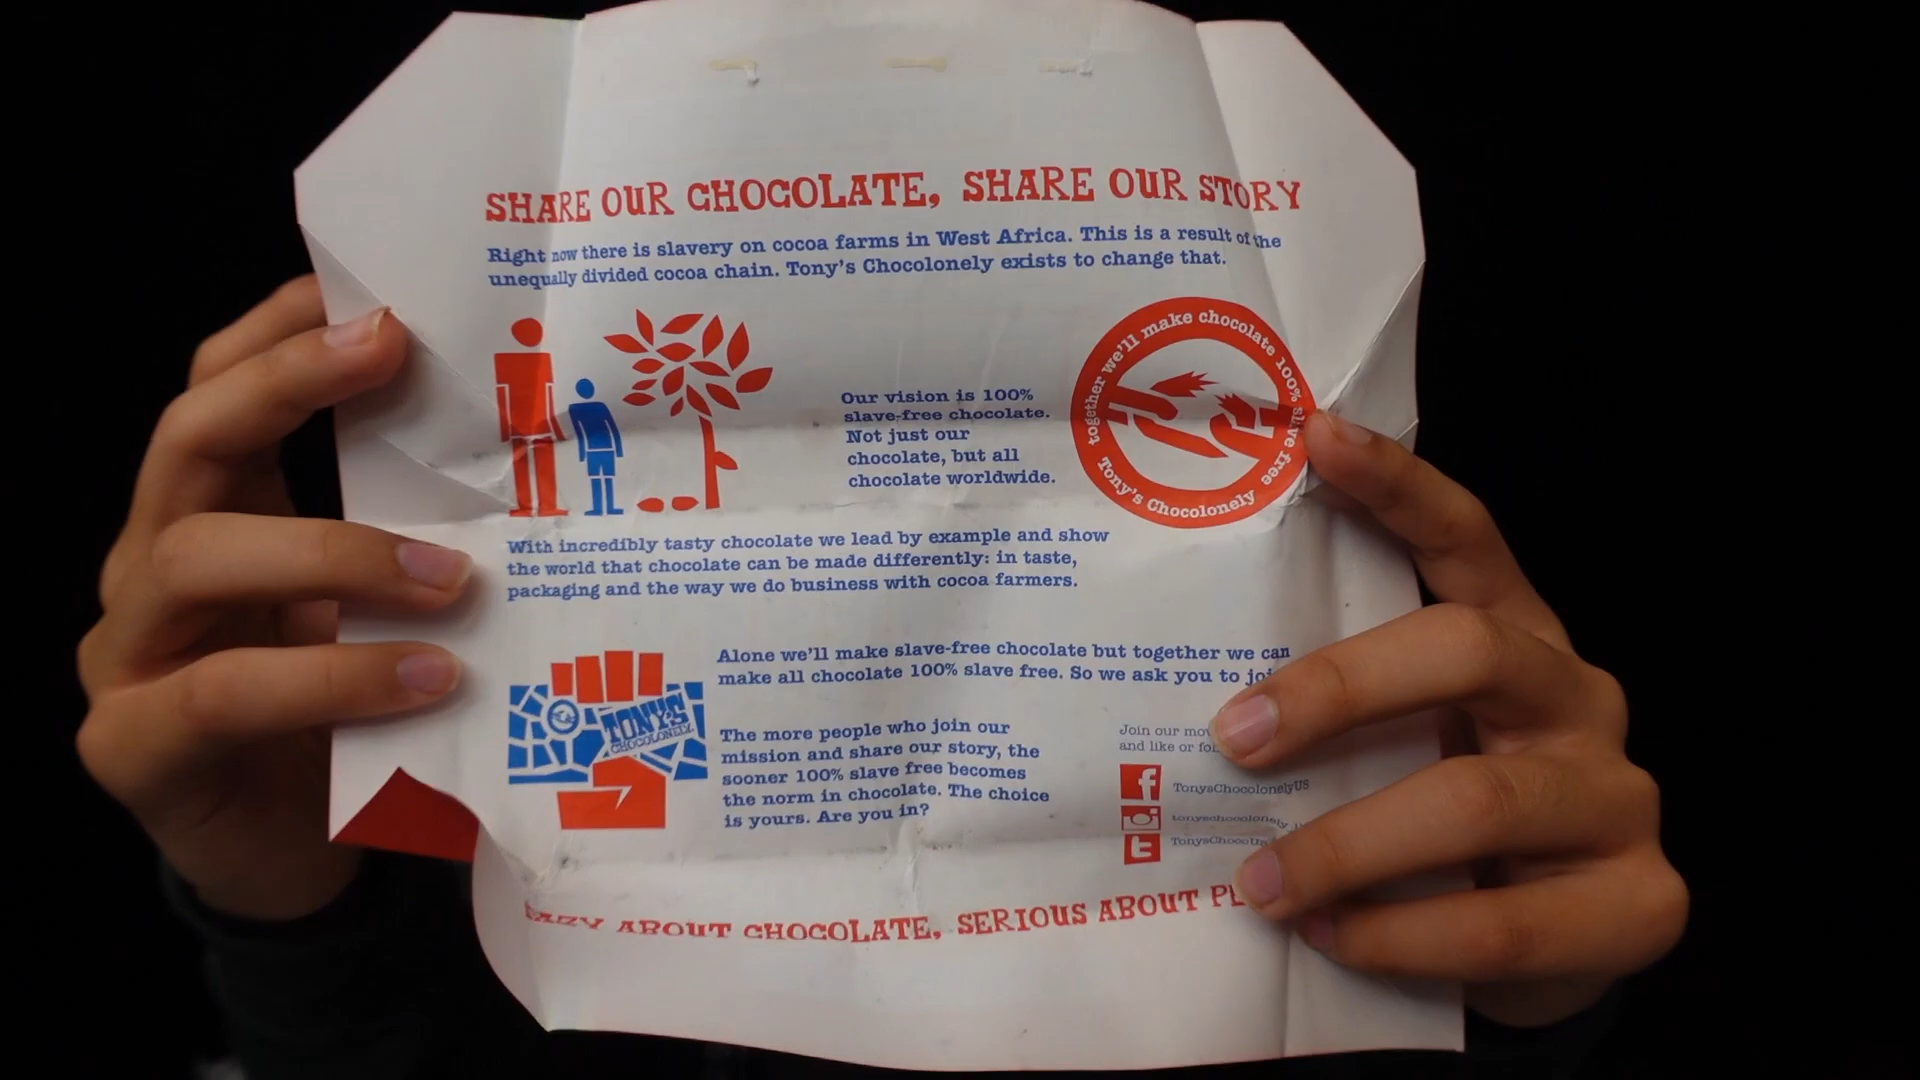 SHARE OUR CHOCOLATE, SHARE OUR STORY
Right now there is slavery on cocoa farms in West Africa. This is a result of the
unequally divided cocoa chain. Tony's Chocolonely exists to change that.
together we'll make chocolate 100% slave free
Tony's Chocolonely
Our vision is 100%
slave-free chocolate.
Not just our
chocolate, but all
chocolate worldwide.
With incredibly tasty chocolate we lead by example and show
the world that chocolate can be made differently: in taste,
packaging and the way we do business with cocoa farmers.
Alone we'll make slave-free chocolate but together we can
make all chocolate 100% slave free. So we ask you to
TONY'S
CHOCOLONELY
The more people who join our
mission and share our story, the
sooner 100% slave free becomes
the norm in chocolate. The choice
is yours. Are you in?
Join our
and like or
f TonysChocolonelyUS
t
ABOUT CHOCOLATE, SERIOUS ABOUT